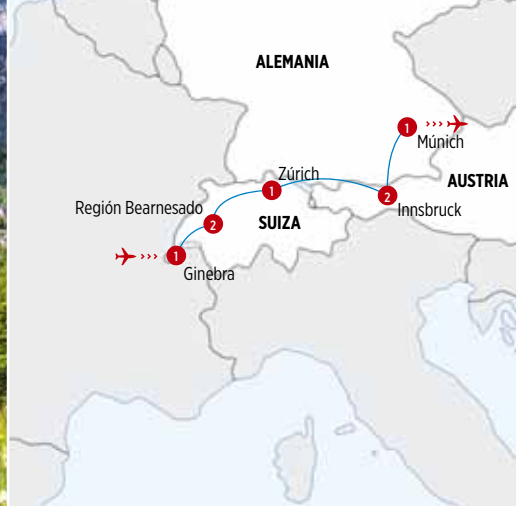 ALEMANIA
1
Múnich
AUSTRIA
Zúrich
1
2
Innsbruck
Región Bearnesado
2
SUIZA
1
Ginebra